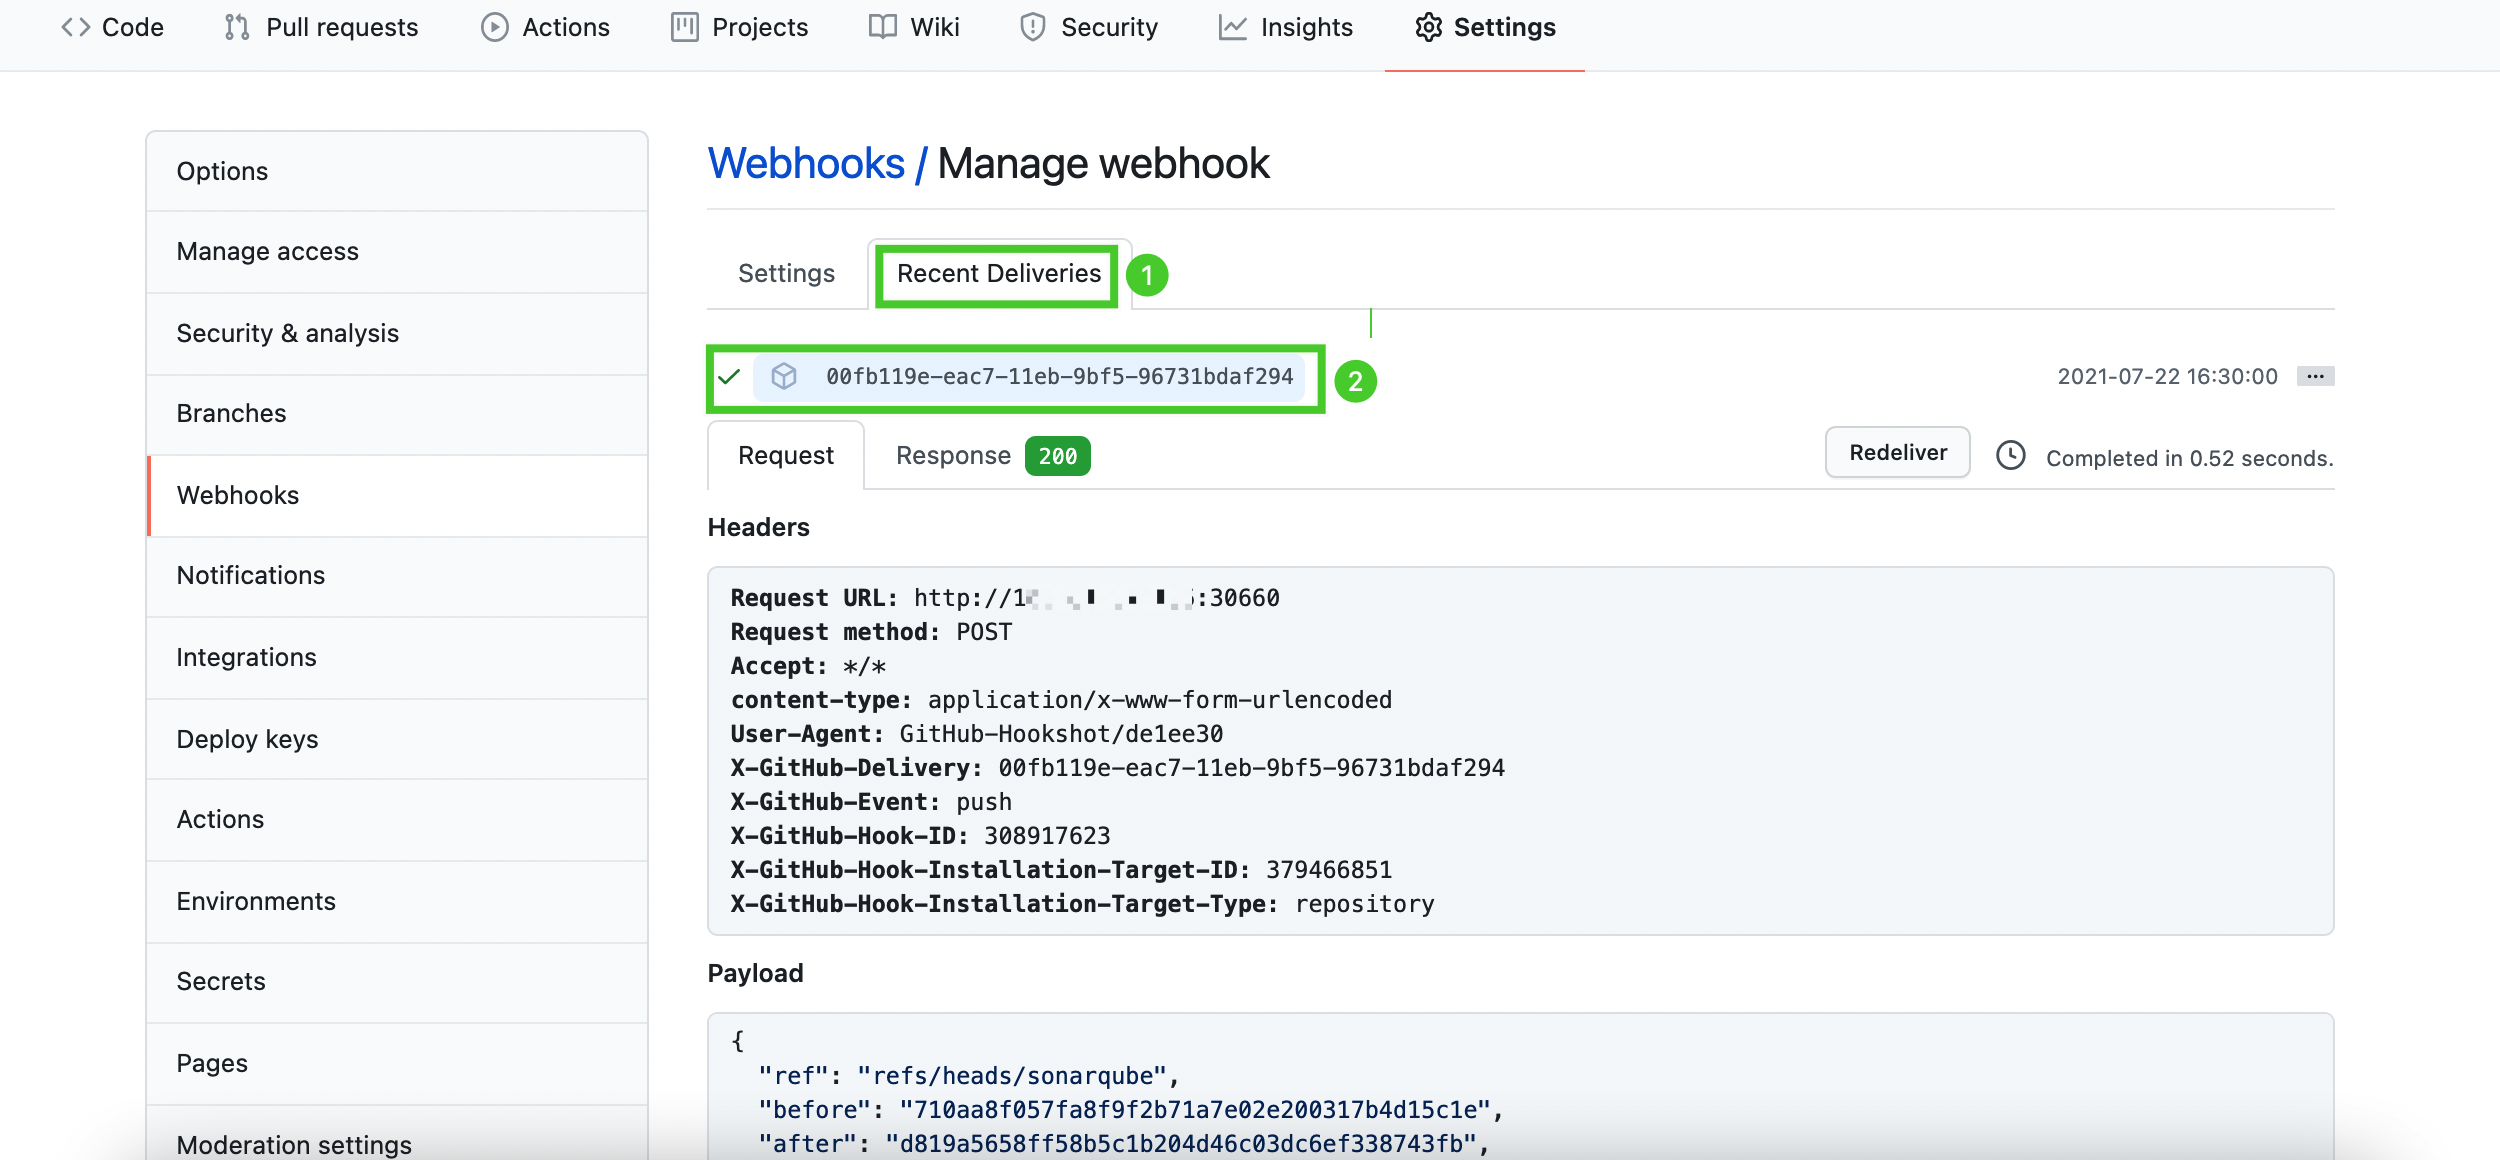 Code Pull requests Actions Projects Wiki Security Insights Settings
Options
Manage access
Security & analysis
Branches
Webhooks
Notifications
Integrations
Deploy keys
Actions
Environments
Secrets
Pages
Moderation settings
Webhooks / Manage webhook
Settings Recent Deliveries 1
00fb119e-eac7-11eb-9bf5-96731bdaf294 2 2021-07-22 16:30:00 ...
Request Response 200 Redeliver Completed in 0.52 seconds.
Headers
Request URL: http://1 :30660
Request method: POST
Accept: */*
content-type: application/x-www-form-urlencoded
User-Agent: GitHub-Hookshot/de1ee30
X-GitHub-Delivery: 00fb119e-eac7-11eb-9bf5-96731bdaf294
X-GitHub-Event: push
X-GitHub-Hook-ID: 308917623
X-GitHub-Hook-Installation-Target-ID: 379466851
X-GitHub-Hook-Installation-Target-Type: repository
Payload
{
"ref": "refs/heads/sonarqube",
"before": "710aa8f057fa8f9f2b71a7e02e200317b4d15c1e",
"after": "d819a5658ff58b5c1b204d46c03dc6ef338743fb",